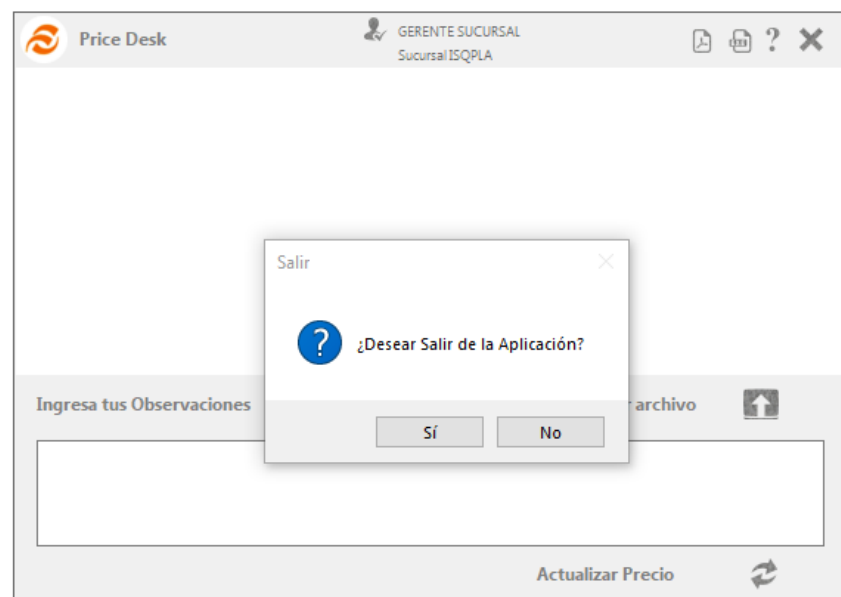 Price Desk
GERENTE SUCURSAL
Sucursal ISQPLA
?
Salir
?
¿Desear Salir de la Aplicación?
Sí
No
Ingresa tus Observaciones
archivo
Actualizar Precio